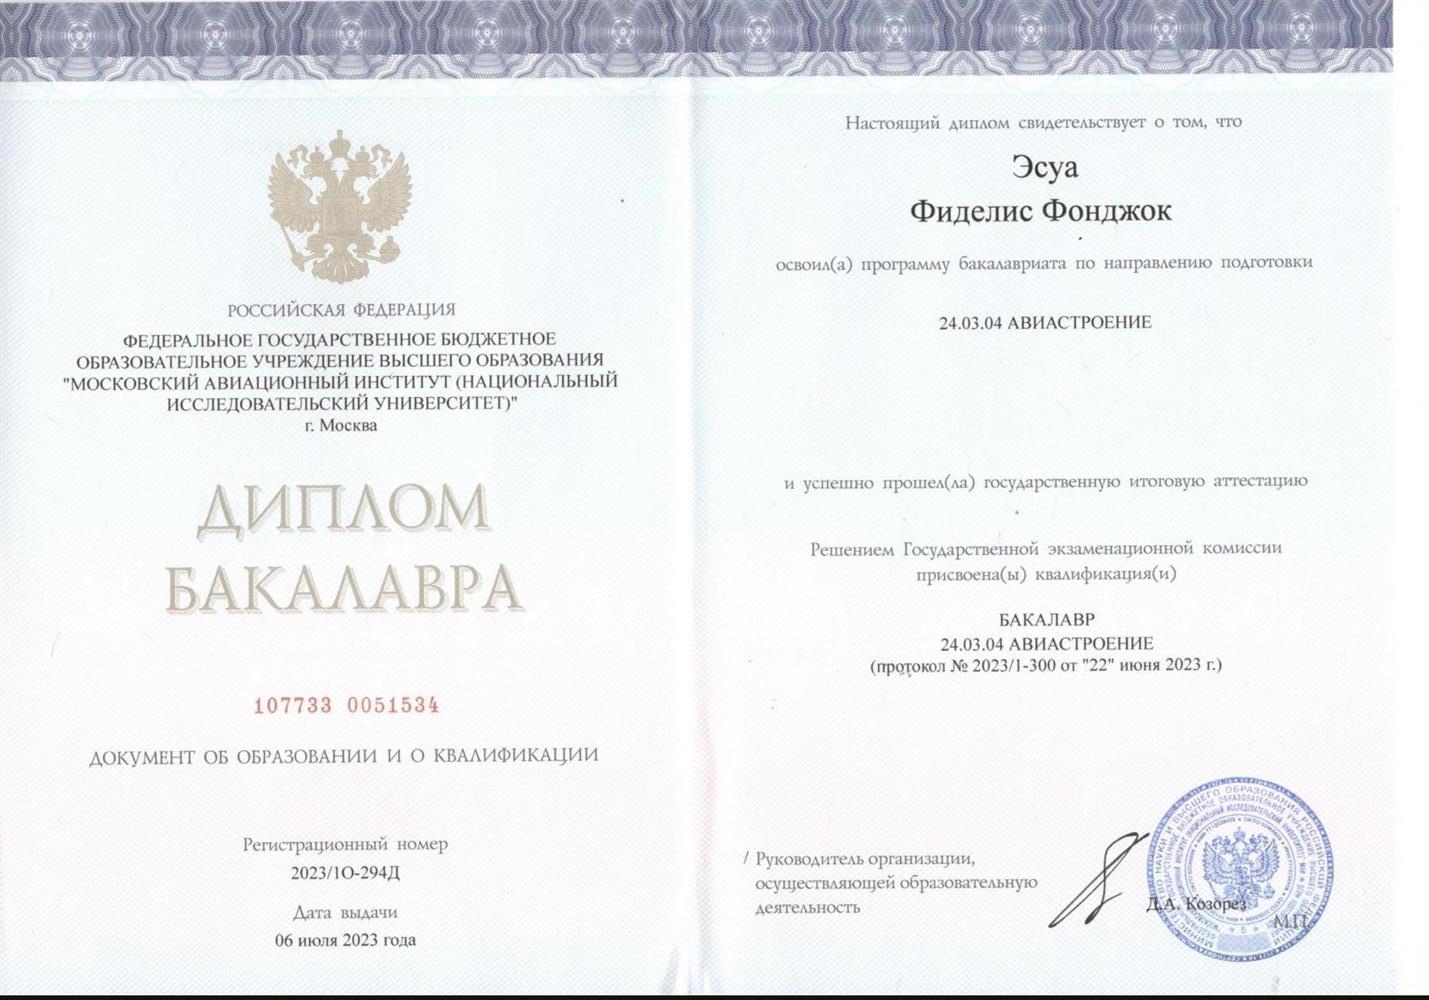 РОССИЙСКАЯ ФЕДЕРАЦИЯ
ФЕДЕРАЛЬНОЕ ГОСУДАРСТВЕННОЕ БЮДЖЕТНОЕ
ОБРАЗОВАТЕЛЬНОЕ УЧРЕЖДЕНИЕ ВЫСШЕГО ОБРАЗОВАНИЯ
"МОСКОВСКИЙ АВИАЦИОННЫЙ ИНСТИТУТ (НАЦИОНАЛЬНЫЙ
ИССЛЕДОВАТЕЛЬСКИЙ УНИВЕРСИТЕТ)"
г. Москва
ДИПЛОМ
БАКАЛАВРА
107733 0051534
ДОКУМЕНТ ОБ ОБРАЗОВАНИИ И О КВАЛИФИКАЦИИ
Регистрационный номер
2023/1О-294Д
Дата выдачи
06 июля 2023 года
Настоящий диплом свидетельствует о том, что
Эсуа
Фиделис Фонджок
освоил(а) программу бакалавриата по направлению подготовки
24.03.04 АВИАСТРОЕНИЕ
и успешно прошел(ла) государственную итоговую аттестацию
Решением Государственной экзаменационной комиссии
присвоена(ы) квалификация(и)
БАКАЛАВР
24.03.04 АВИАСТРОЕНИЕ
(протокол № 2023/1-300 от "22" июня 2023 г.)
/ Руководитель организации,
осуществляющей образовательную
деятельность
Д.А. Козорез
М.П.